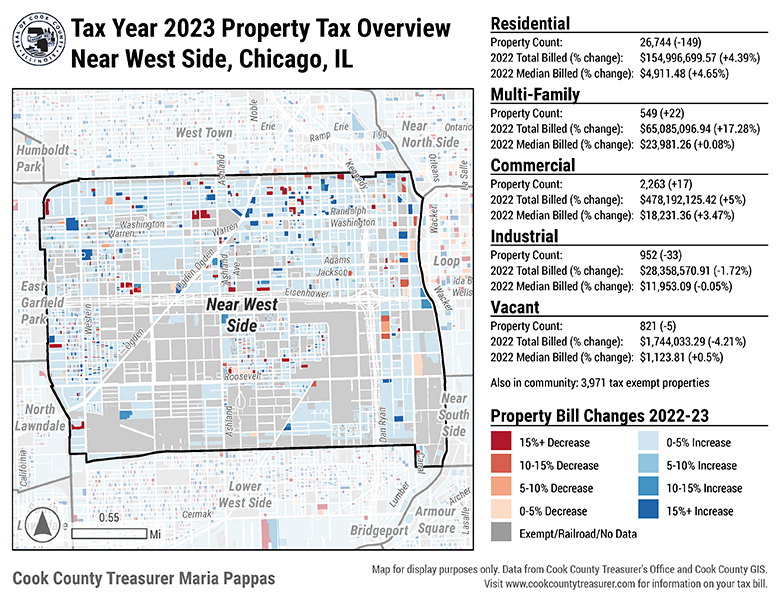 Tax Year 2023 Property Tax Overview
Near West Side, Chicago, IL
Residential
Property Count: 26,744 (-149)
2022 Total Billed (% change): $154,996,699.57 (+4.39%)
2022 Median Billed (% change): $4,911.48 (+4.65%)
Multi-Family
Property Count: 549 (+22)
2022 Total Billed (% change): $65,085,096.94 (+17.28%)
2022 Median Billed (% change): $23,981.26 (+0.08%)
Commercial
Property Count: 2,263 (+17)
2022 Total Billed (% change): $478,192,125.42 (+5%)
2022 Median Billed (% change): $18,231.36 (+3.47%)
Industrial
Property Count: 952 (-33)
2022 Total Billed (% change): $28,358,570.91 (-1.72%)
2022 Median Billed (% change): $11,953.09 (-0.05%)
Vacant
Property Count: 821 (-5)
2022 Total Billed (% change): $1,744,033.29 (-4.21%)
2022 Median Billed (% change): $1,123.81 (+0.5%)
Also in community: 3,971 tax exempt properties
Property Bill Changes 2022-23
15%+ Decrease
10-15% Decrease
5-10% Decrease
0-5% Decrease
0-5% Increase
5-10% Increase
10-15% Increase
15%+ Increase
Exempt/Railroad/No Data
Noble
West Town
Erie
Ramp
Erie
I-90
Near
North Side
Ontario
Humboldt
Park
Ashland
Kennedy
Orleans
la Salle
Randolph
Washington
Washington
Warren
Warren
Wacker
Ogden
Ogden
Ashland
Ave
Adams
Jackson
Loop
Ida B
Wells
Wacker
Eisenhower
East
Garfield
Park
Western
Near West
Side
Ogden
Roosevelt
Ashland
Dan Ryan
North
Lawndale
Near
South
Side
Canal
California
Lower
West Side
Cermak
Lumber
Archer
Lasalle
Armour
Square
Bridgeport
0.55
Mi
Cook County Treasurer Maria Pappas
Map for display purposes only. Data from Cook County Treasurer's Office and Cook County GIS.
Visit www.cookcountytreasurer.com for information on your tax bill.